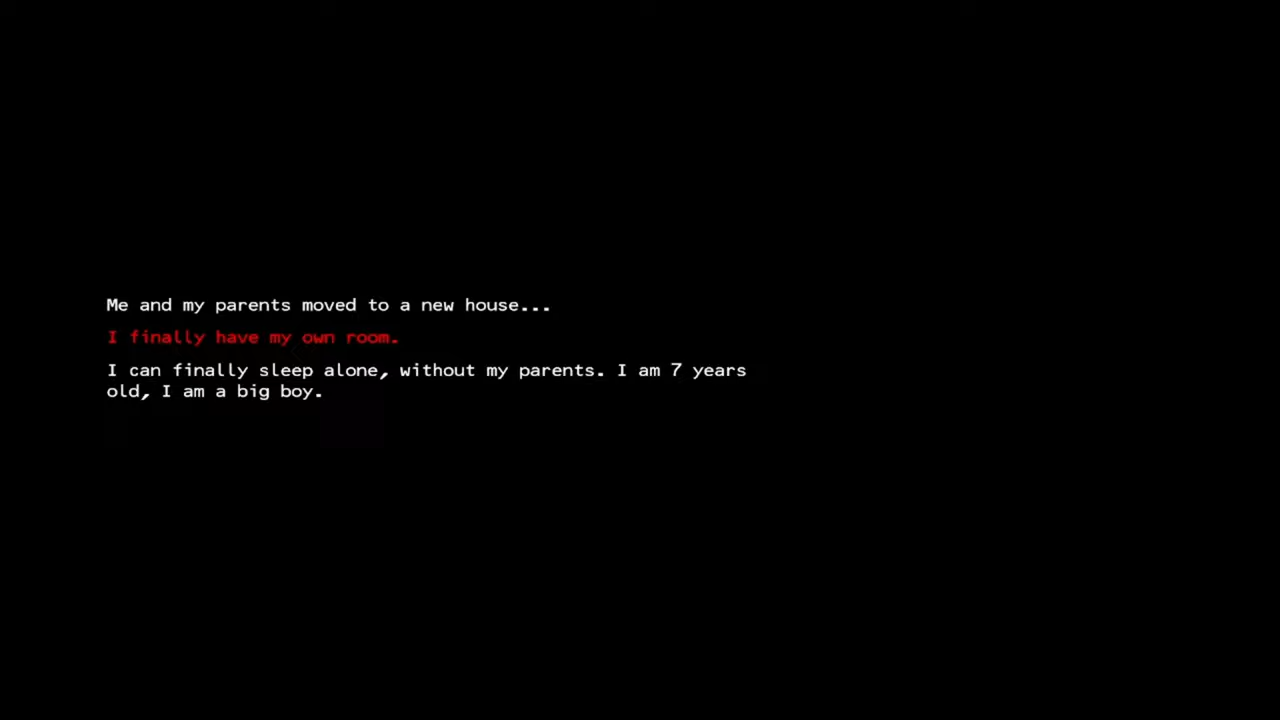 Me and my parents moved to a new house...
I finally have my own room.
I can finally sleep alone, without my parents. I am 7 years
old, I am a big boy.